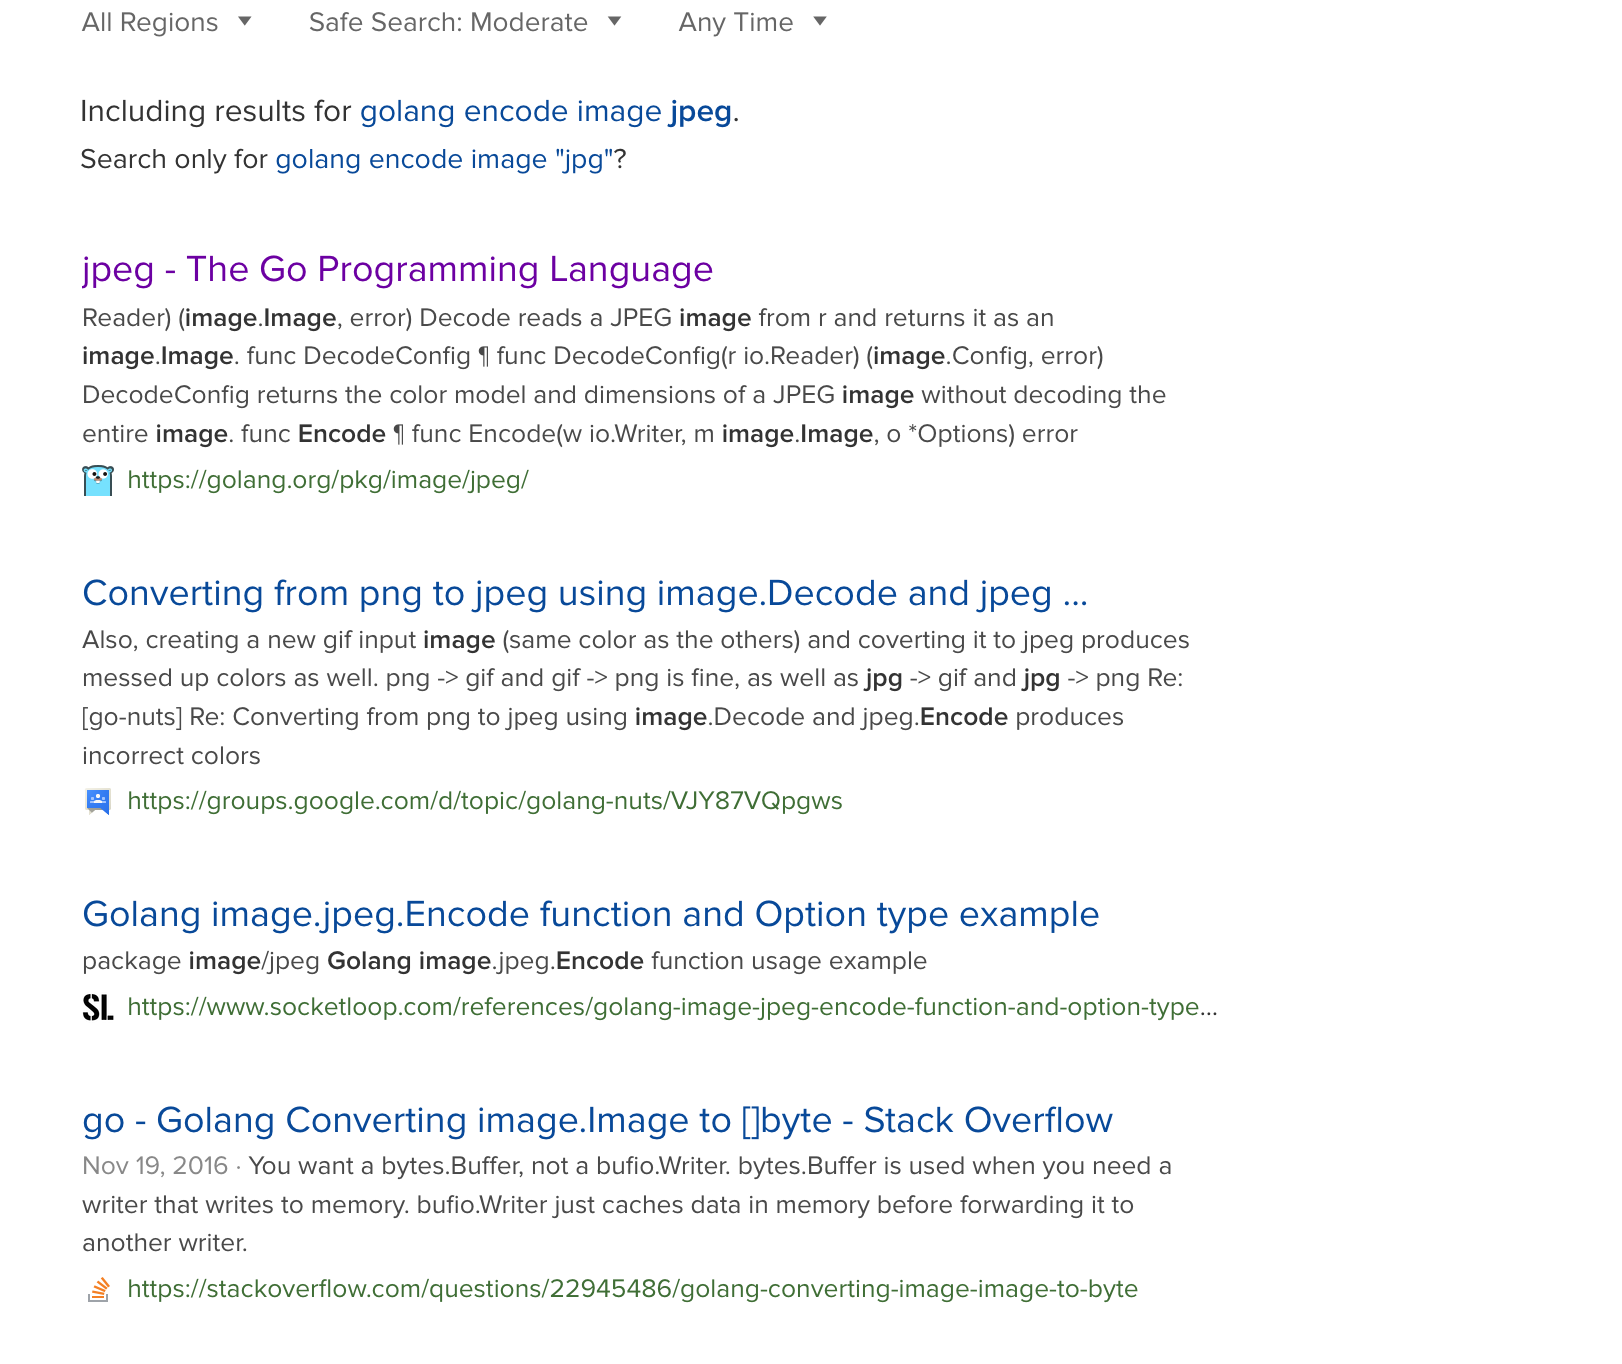 All Regions ▼ Safe Search: Moderate ▼ Any Time ▼
Including results for golang encode image jpeg.
Search only for golang encode image "jpg"?
jpeg - The Go Programming Language
Reader) (image.Image, error) Decode reads a JPEG image from r and returns it as an
image.Image. func DecodeConfig ¶ func DecodeConfig(r io.Reader) (image.Config, error)
DecodeConfig returns the color model and dimensions of a JPEG image without decoding the
entire image. func Encode ¶ func Encode(w io.Writer, m image.Image, o *Options) error
https://golang.org/pkg/image/jpeg/
Converting from png to jpeg using image.Decode and jpeg ...
Also, creating a new gif input image (same color as the others) and coverting it to jpeg produces
messed up colors as well. png -> gif and gif -> png is fine, as well as jpg -> gif and jpg -> png Re:
[go-nuts] Re: Converting from png to jpeg using image.Decode and jpeg.Encode produces
incorrect colors
https://groups.google.com/d/topic/golang-nuts/VJY87VQpgws
Golang image.jpeg.Encode function and Option type example
package image/jpeg Golang image.jpeg.Encode function usage example
SL https://www.socketloop.com/references/golang-image-jpeg-encode-function-and-option-type...
go - Golang Converting image.Image to []byte - Stack Overflow
Nov 19, 2016 · You want a bytes.Buffer, not a bufio.Writer. bytes.Buffer is used when you need a
writer that writes to memory. bufio.Writer just caches data in memory before forwarding it to
another writer.
https://stackoverflow.com/questions/22945486/golang-converting-image-image-to-byte